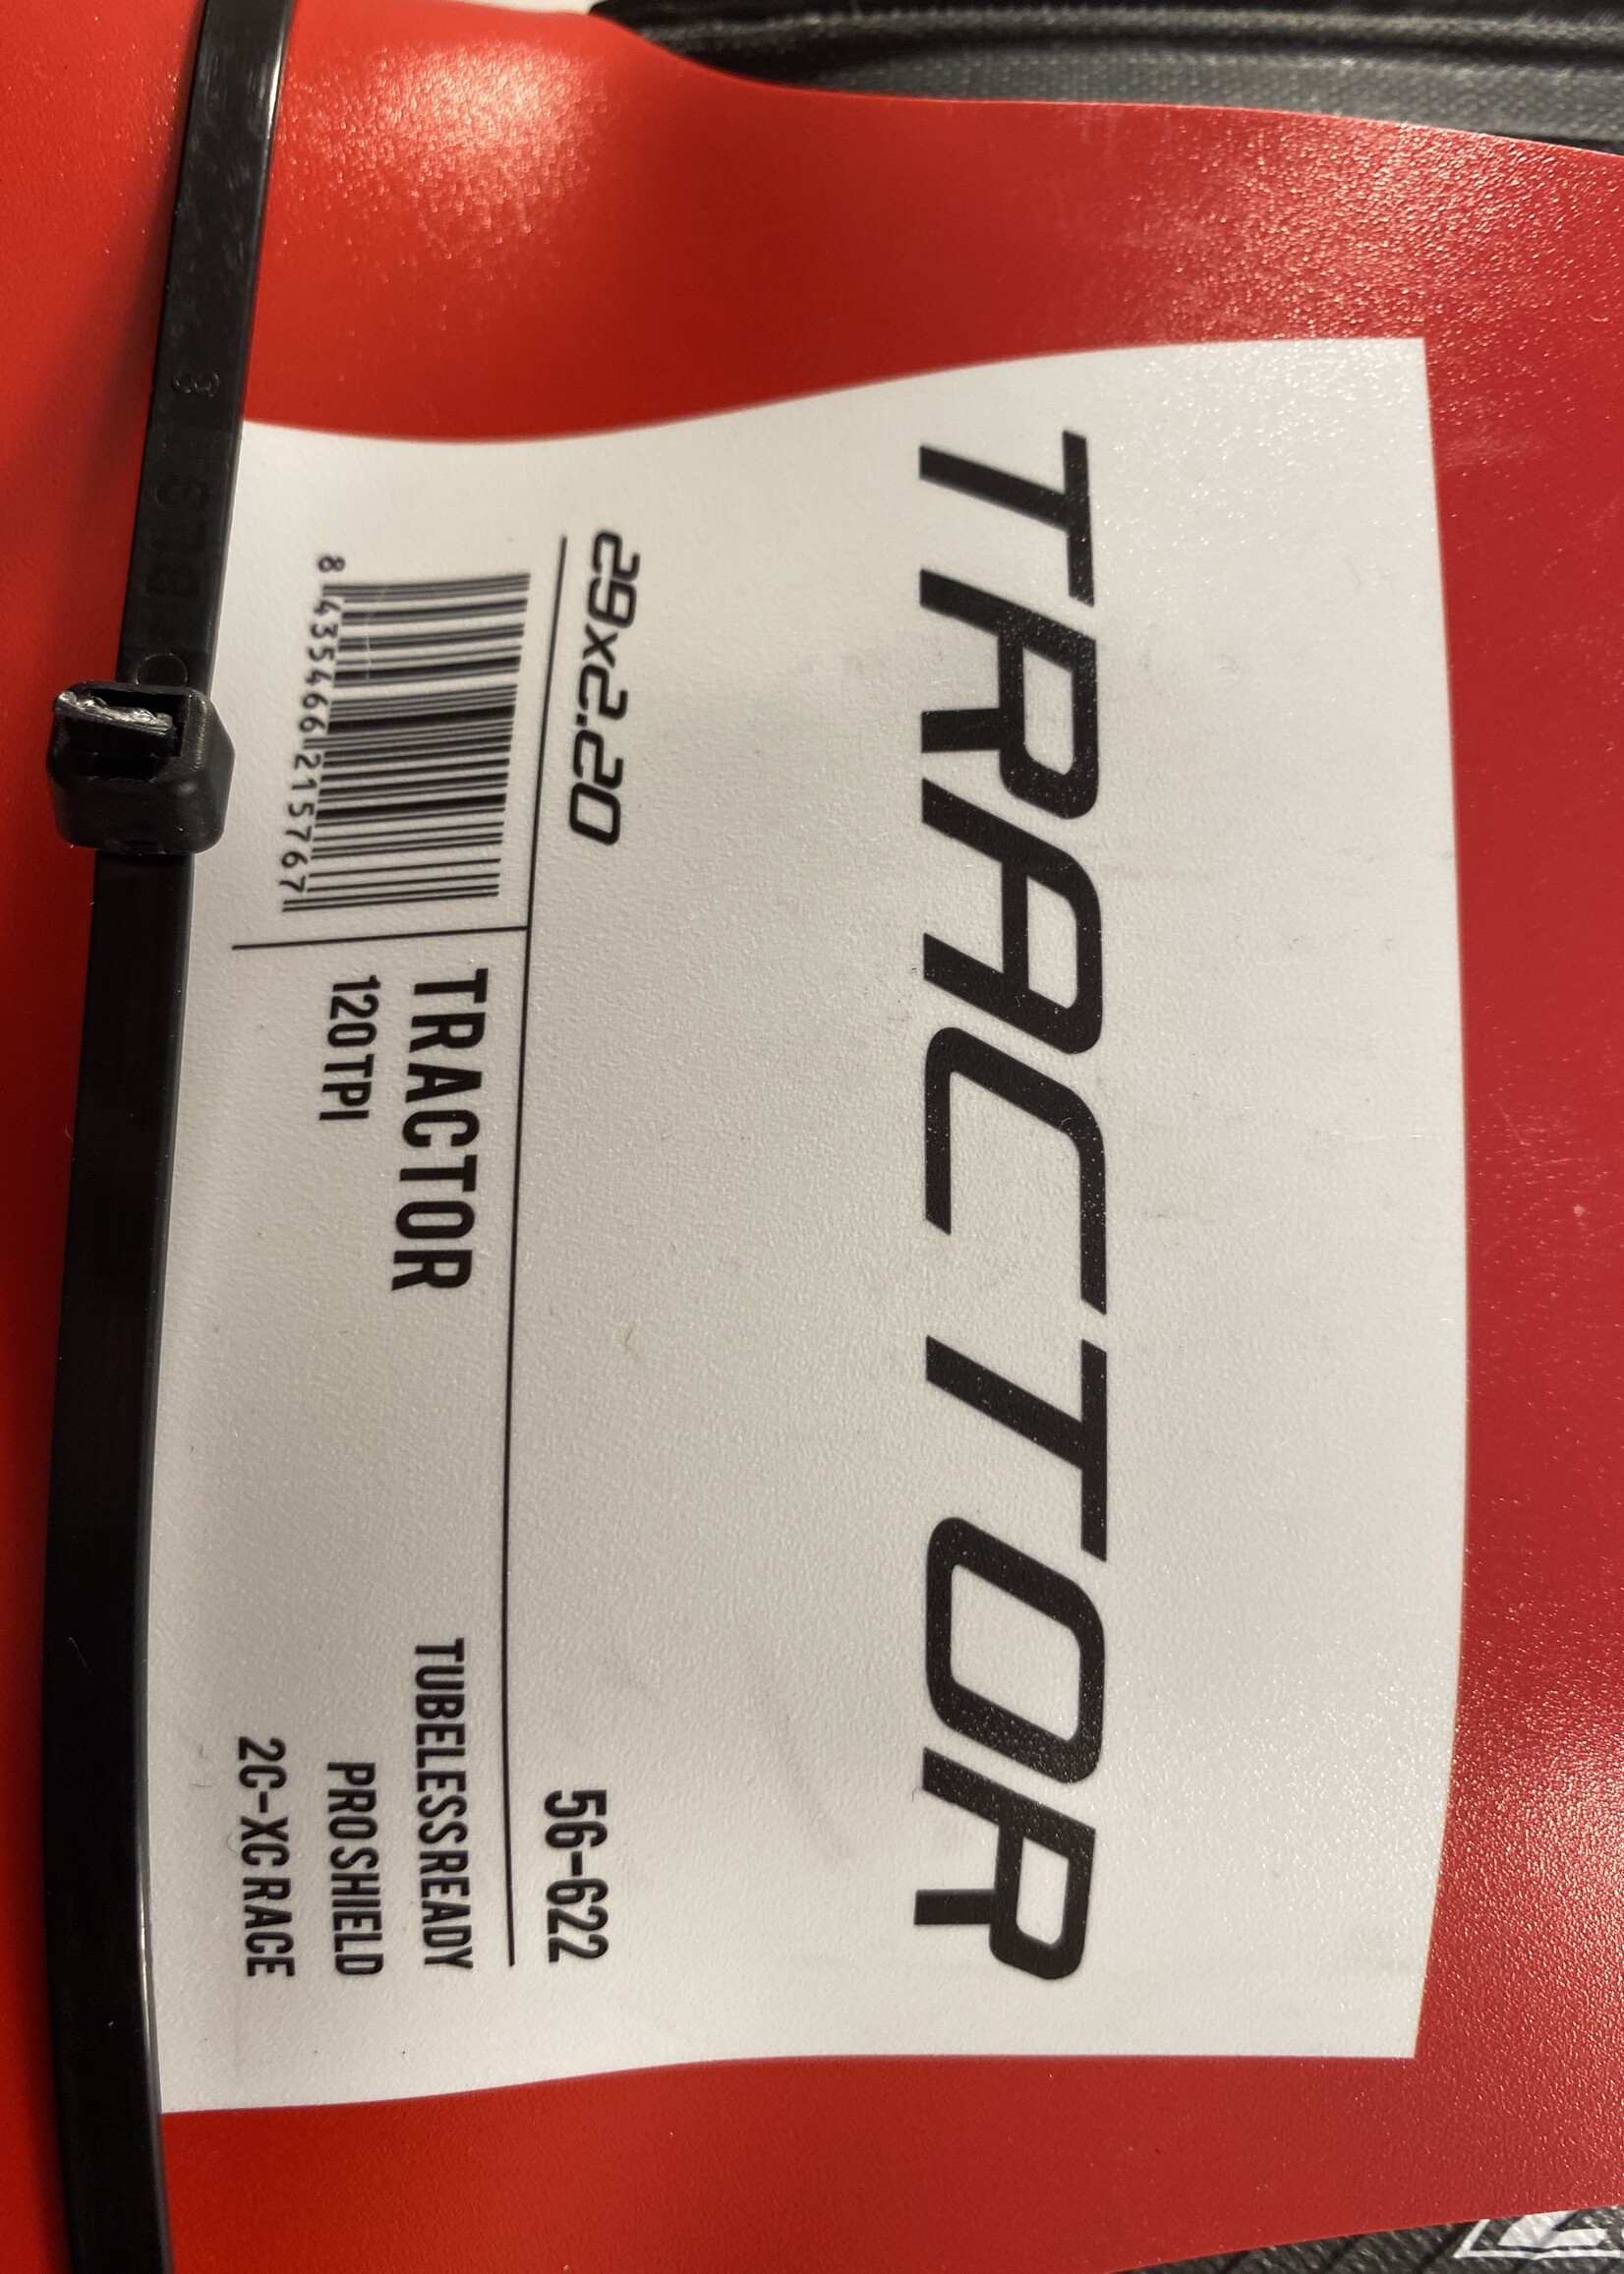 TRACTOR
29x2.20
56-622
8 435466 215767
TRACTOR
120TPI
TUBELESS READY
PRO SHIELD
2C-XC RACE